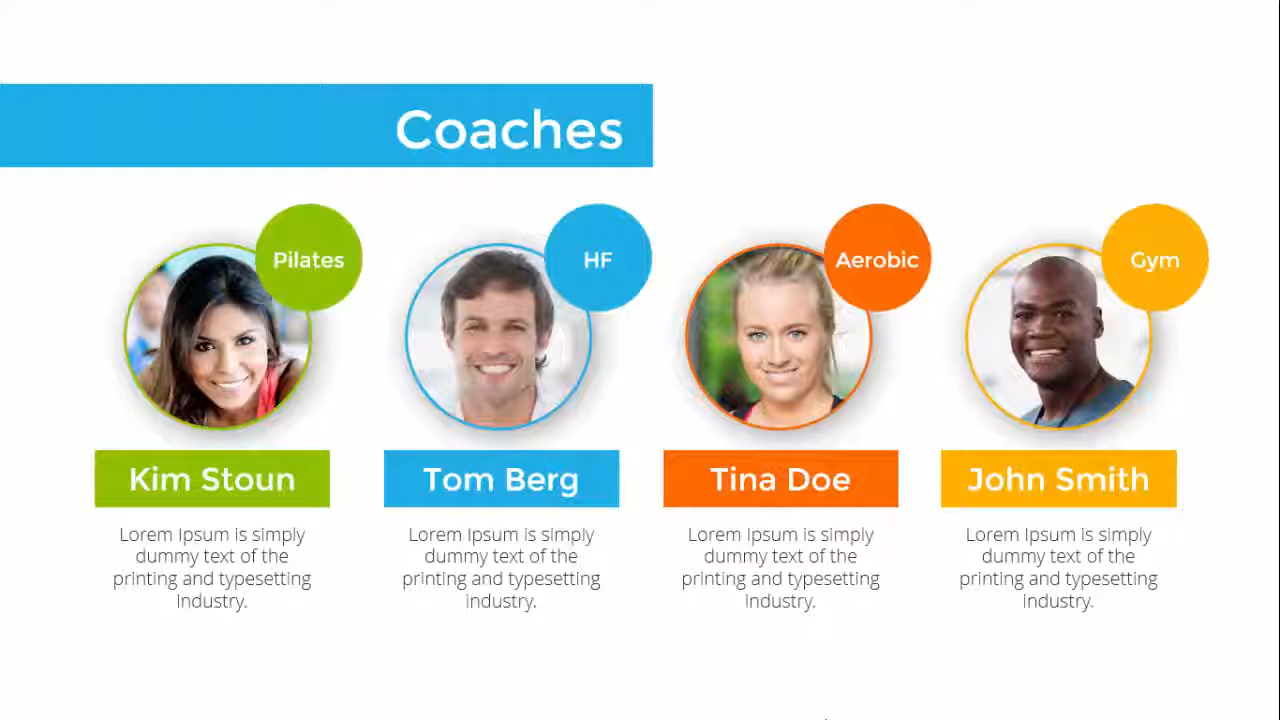 Coaches
Pilates
HF
Aerobic
Gym
Kim Stoun
Tom Berg
Tina Doe
John Smith
Lorem Ipsum is simply
dummy text of the
printing and typesetting
industry.
Lorem Ipsum is simply
dummy text of the
printing and typesetting
industry.
Lorem Ipsum is simply
dummy text of the
printing and typesetting
industry.
Lorem Ipsum is simply
dummy text of the
printing and typesetting
industry.